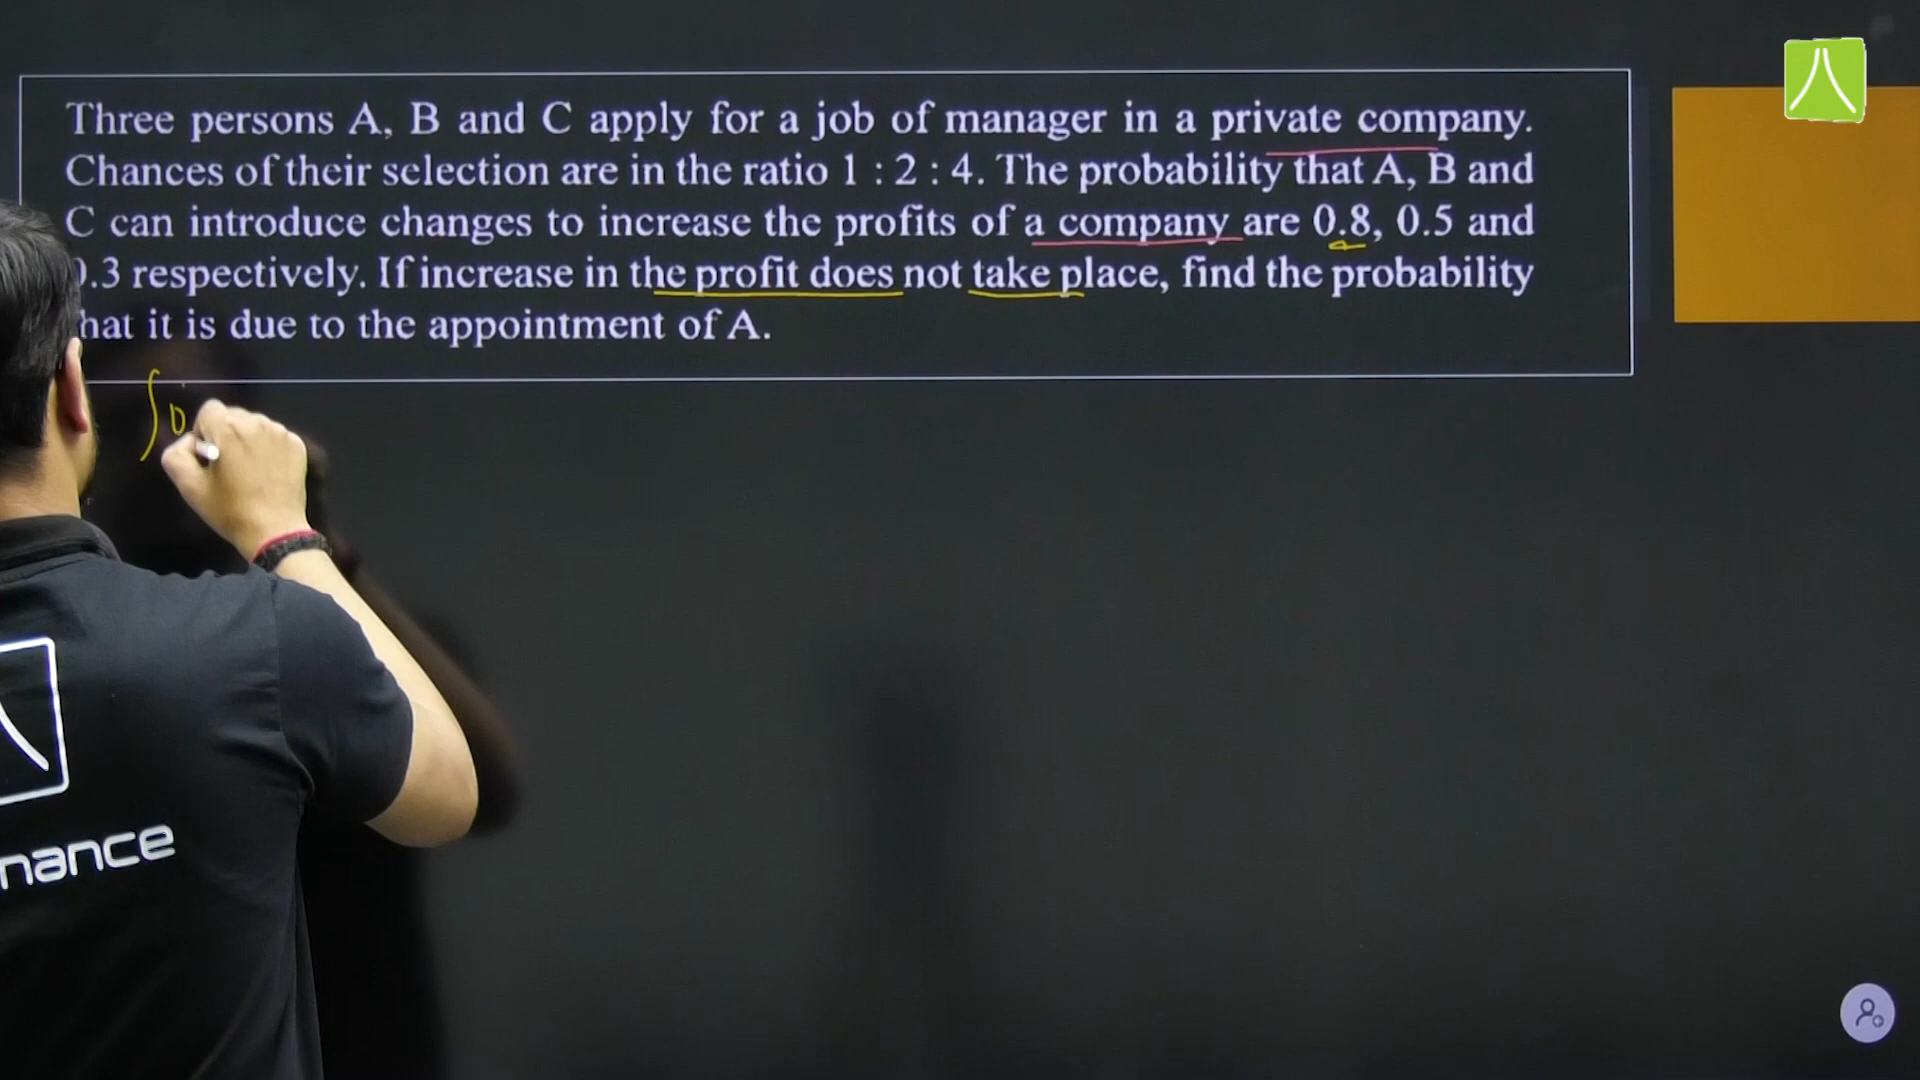 Three persons A, B and C apply for a job of manager in a private company.
Chances of their selection are in the ratio 1 : 2 : 4. The probability that A, B and
C can introduce changes to increase the profits of a company are 0.8, 0.5 and
.3 respectively. If increase in the profit does not take place, find the probability
hat it is due to the appointment of A.
So
nance